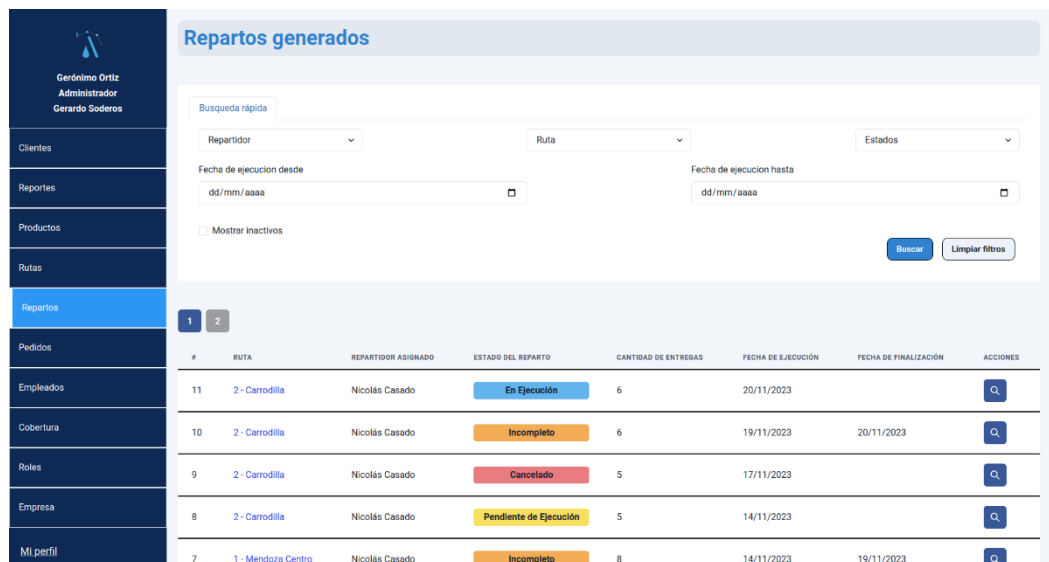 Gerónimo Ortiz
Administrador
Gerardo Soderos
Clientes
Reportes
Productos
Rutas
Repartos
Pedidos
Empleados
Cobertura
Roles
Empresa
Mi perfil
Repartos generados
Busqueda rápida
Repartidor Ruta Estados
Fecha de ejecucion desde Fecha de ejecucion hasta
dd/mm/aaaa dd/mm/aaaa
Mostrar inactivos
Buscar Limpiar filtros
1 2
# RUTA REPARTIDOR ASIGNADO ESTADO DEL REPARTO CANTIDAD DE ENTREGAS FECHA DE EJECUCIÓN FECHA DE FINALIZACIÓN ACCIONES
11 2 - Carrodilla Nicolás Casado En Ejecución 6 20/11/2023
10 2 - Carrodilla Nicolás Casado Incompleto 6 19/11/2023 20/11/2023
9 2 - Carrodilla Nicolás Casado Cancelado 5 17/11/2023
8 2 - Carrodilla Nicolás Casado Pendiente de Ejecución 5 14/11/2023
7 1 - Mendoza Centro Nicolás Casado Incompleto 8 14/11/2023 19/11/2023